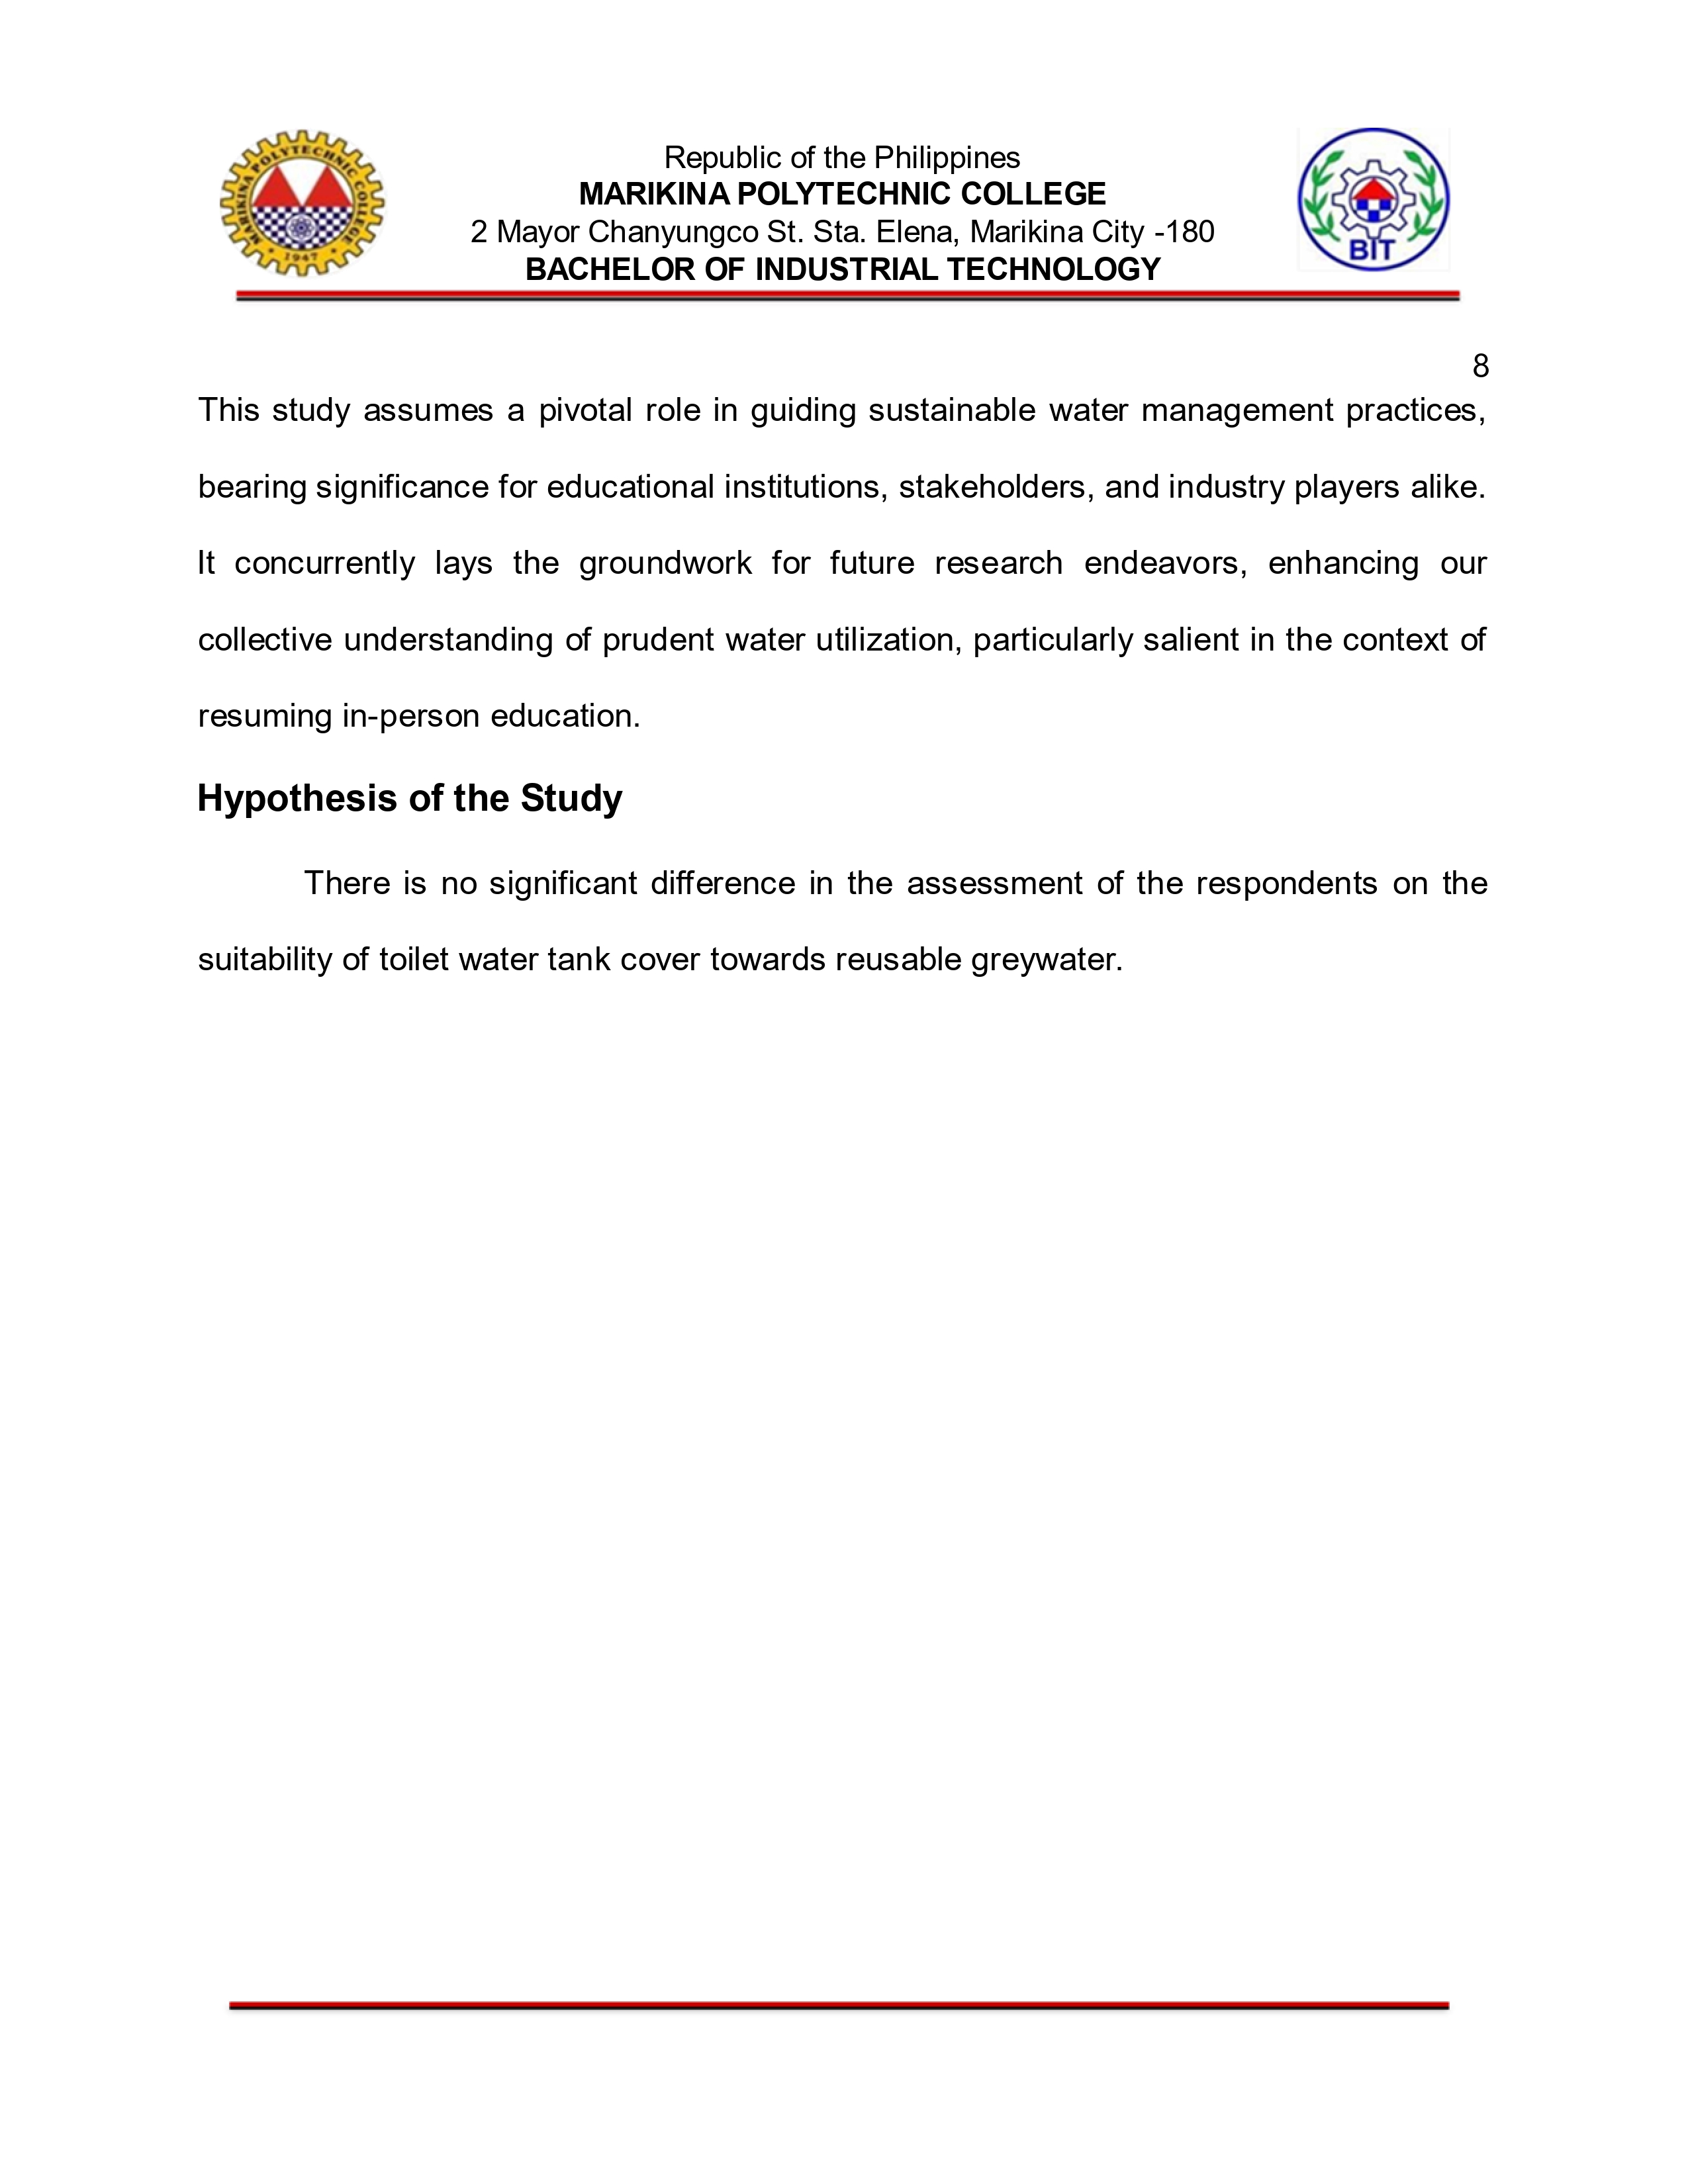 Republic of the Philippines
MARIKINA POLYTECHNIC COLLEGE
2 Mayor Chanyungco St. Sta. Elena, Marikina City -180
BACHELOR OF INDUSTRIAL TECHNOLOGY
MARIKINA POLYTECHNIC COLLEGE
1947
BIT
8
This study assumes a pivotal role in guiding sustainable water management practices,
bearing significance for educational institutions, stakeholders, and industry players alike.
It concurrently lays the groundwork for future research endeavors, enhancing our
collective understanding of prudent water utilization, particularly salient in the context of
resuming in-person education.
Hypothesis of the Study
There is no significant difference in the assessment of the respondents on the
suitability of toilet water tank cover towards reusable greywater.